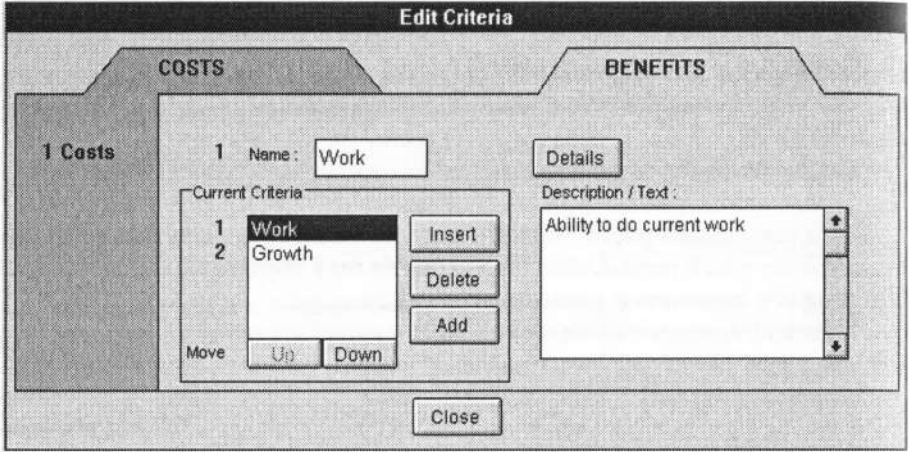 Edit Criteria
COSTS
BENEFITS
1 Costs
1 Name : Work
Details
Current Criteria
Description / Text :
1 Work
2 Growth
Insert
Delete
Add
Ability to do current work
Move Up Down
Close